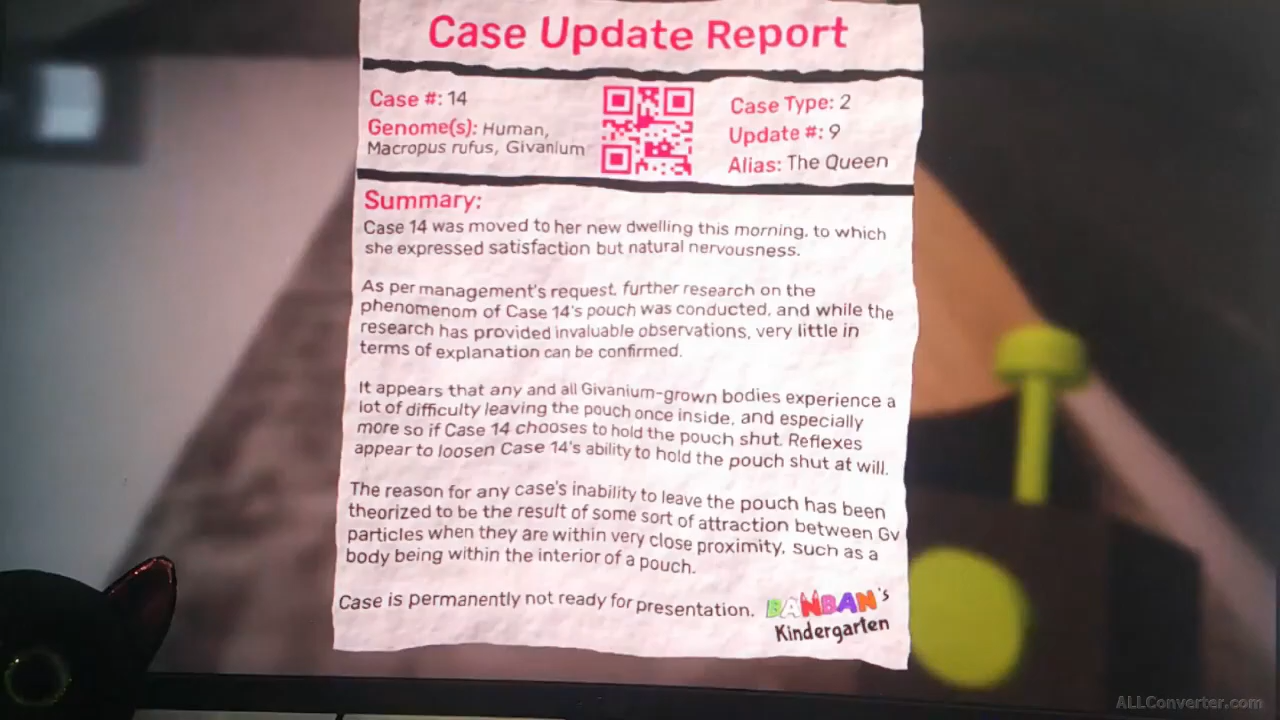 Case Update Report
Case #: 14
Genome(s): Human,
Macropus rufus, Givanium
Case Type: 2
Update #: 9
Alias: The Queen
Summary:
Case 14 was moved to her new dwelling this morning, to which
she expressed satisfaction but natural nervousness.
As per management's request, further research on the
phenomenom of Case 14's pouch was conducted, and while the
research has provided invaluable observations, very little in
terms of explanation can be confirmed.
It appears that any and all Givanium-grown bodies experience a
lot of difficulty leaving the pouch once inside, and especially
more so if Case 14 chooses to hold the pouch shut. Reflexes
appear to loosen Case 14's ability to hold the pouch shut at will.
The reason for any case's inability to leave the pouch has been
theorized to be the result of some sort of attraction between Gv
particles when they are within very close proximity, such as a
body being within the interior of a pouch.
Case is permanently not ready for presentation.
BANBAN's
Kindergarten
ALLConverter.com